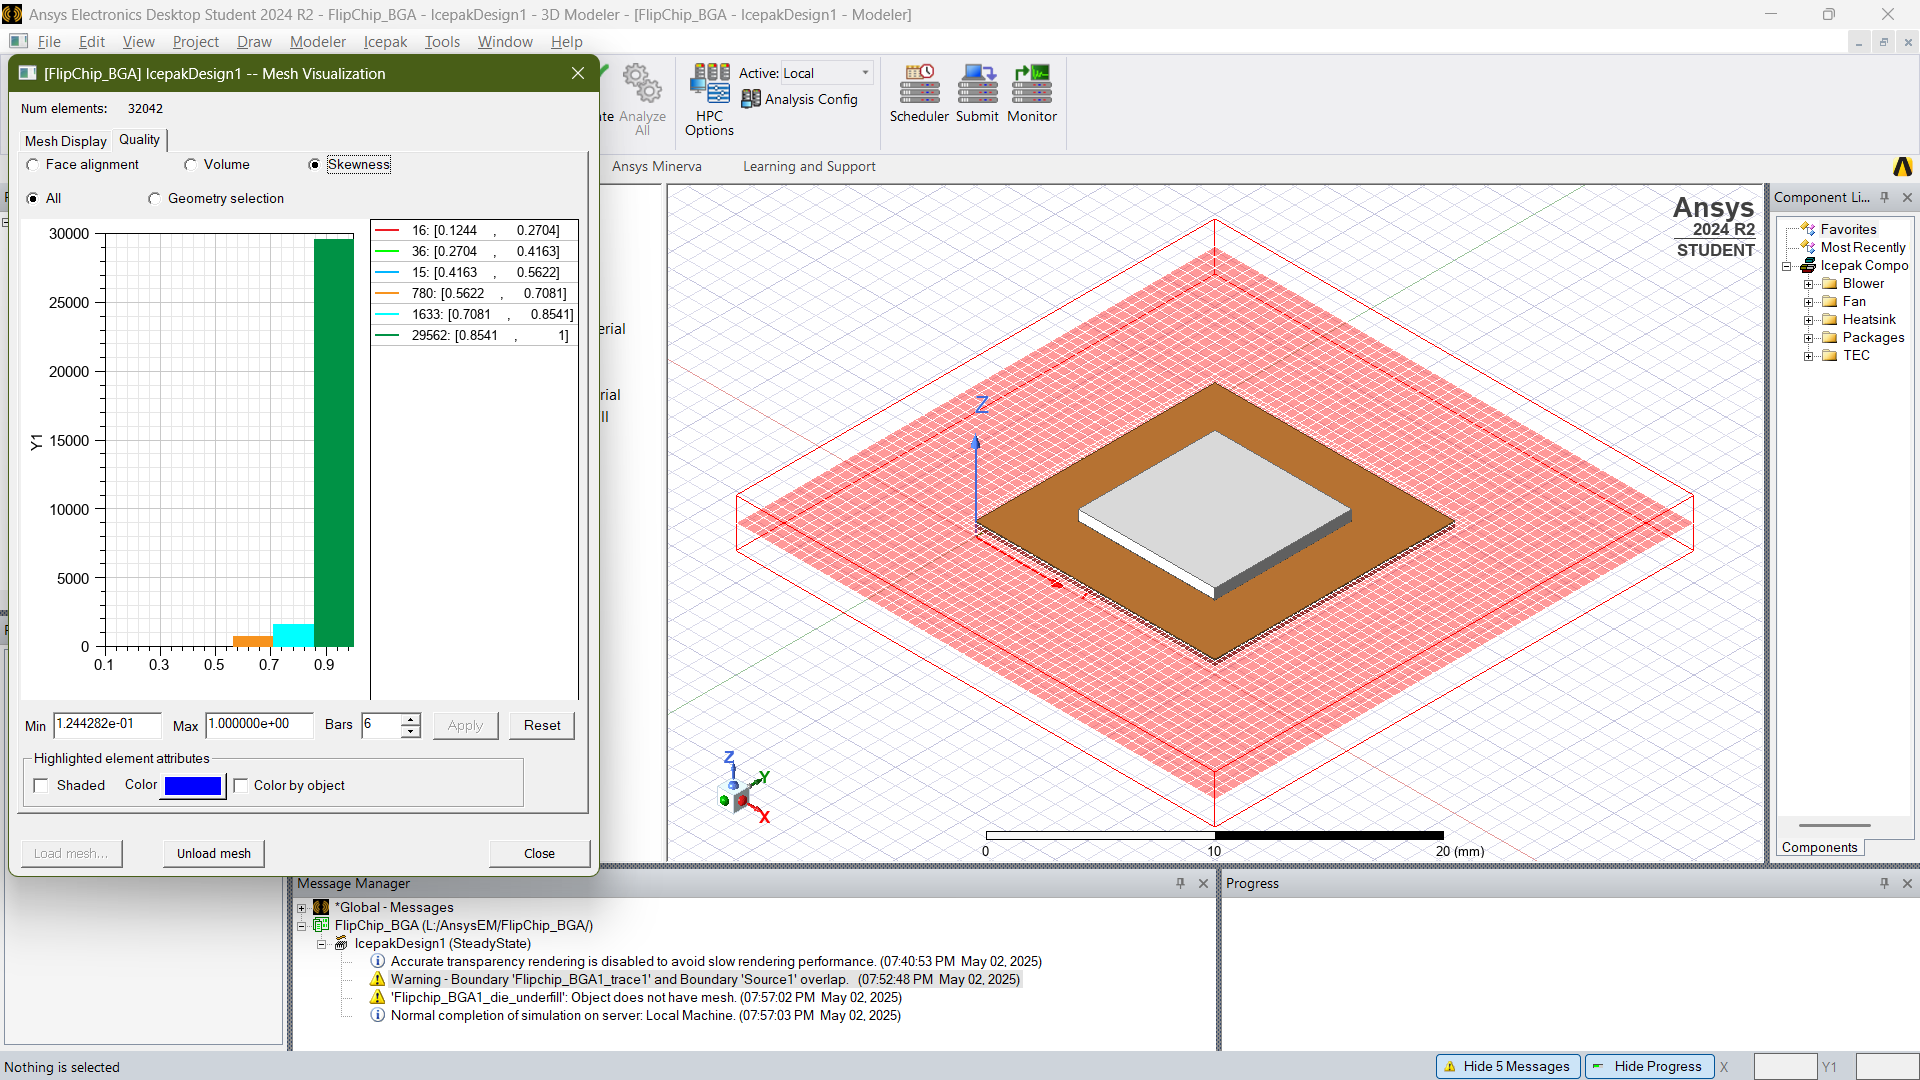 Ansys Electronics Desktop Student 2024 R2 - FlipChip_BGA - IcepakDesign1 - 3D Modeler - [FlipChip_BGA - IcepakDesign1 - Modeler]
File Edit View Project Draw Modeler Icepak Tools Window Help
[FlipChip_BGA] IcepakDesign1 -- Mesh Visualization
Num elements: 32042
Mesh Display Quality
Face alignment Volume Skewness
All Geometry selection
30000
25000
20000
15000
10000
5000
0
Y1
0.1 0.3 0.5 0.7 0.9
16: [0.1244 , 0.2704]
36: [0.2704 , 0.4163]
15: [0.4163 , 0.5622]
780: [0.5622 , 0.7081]
1633: [0.7081 , 0.8541]
29562: [0.8541 , 1]
Min 1.244282e-01 Max 1.000000e+00 Bars 6 Apply Reset
Highlighted element attributes
Shaded Color Color by object
Load mesh... Unload mesh Close
te Analyze All
HPC Options
Active: Local
Analysis Config
Scheduler Submit Monitor
Ansys Minerva Learning and Support
erial
rial
ll
Ansys
2024 R2
STUDENT
Z
Z
Y
X
0 10 20 (mm)
Component Li...
Favorites
Most Recently
Icepak Compo
Blower
Fan
Heatsink
Packages
TEC
Components
Message Manager
*Global - Messages
FlipChip_BGA (L:/AnsysEM/FlipChip_BGA/)
IcepakDesign1 (SteadyState)
Accurate transparency rendering is disabled to avoid slow rendering performance. (07:40:53 PM May 02, 2025)
Warning - Boundary 'Flipchip_BGA1_trace1' and Boundary 'Source1' overlap. (07:52:48 PM May 02, 2025)
'Flipchip_BGA1_die_underfill': Object does not have mesh. (07:57:02 PM May 02, 2025)
Normal completion of simulation on server: Local Machine. (07:57:03 PM May 02, 2025)
Progress
Nothing is selected
Hide 5 Messages Hide Progress X Y1